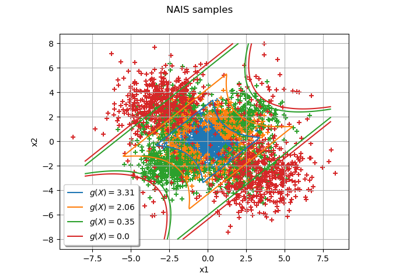 NAIS samples
8
6
4
2
0
−2
−4
−6
−8
x2
g(X) = 3.31
g(X) = 2.06
g(X) = 0.35
g(X) = 0.0
−7.5 −5.0 −2.5 0.0 2.5 5.0 7.5
x1